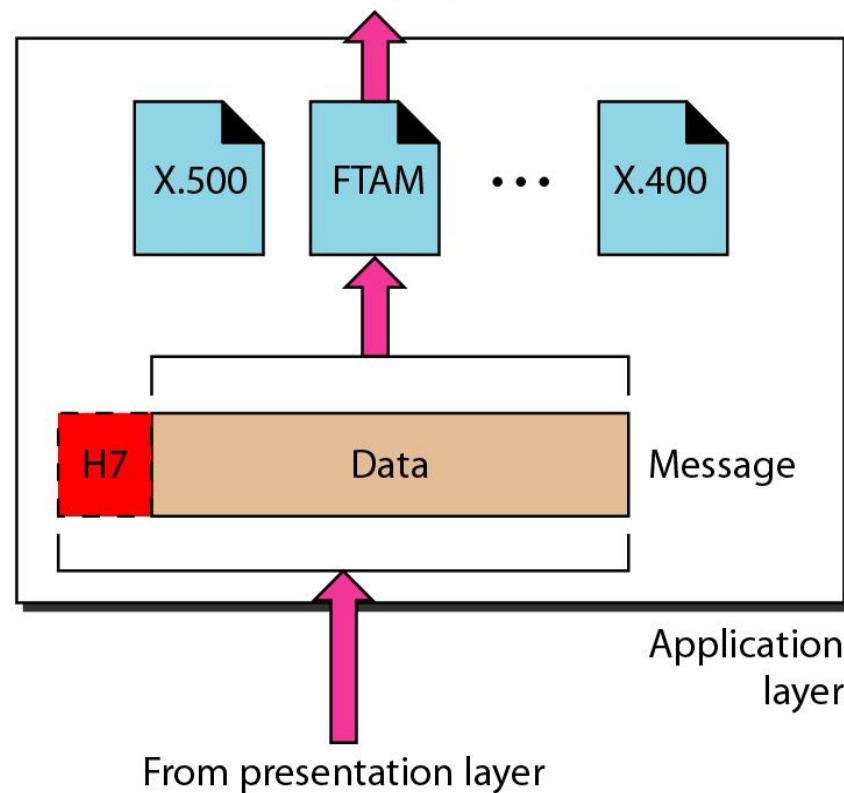 X.500 FTAM ••• X.400
H7 Data Message
Application
layer
From presentation layer